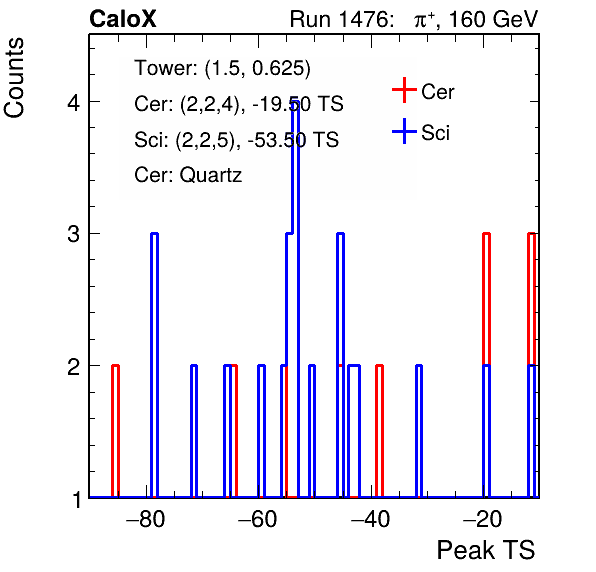 CaloX Run 1476: π⁺, 160 GeV
Counts
Tower: (1.5, 0.625)
Cer: (2,2,4), -19.50 TS
Sci: (2,2,5), -53.50 TS
Cer: Quartz
Cer
Sci
4
3
2
1
−80 −60 −40 −20
Peak TS